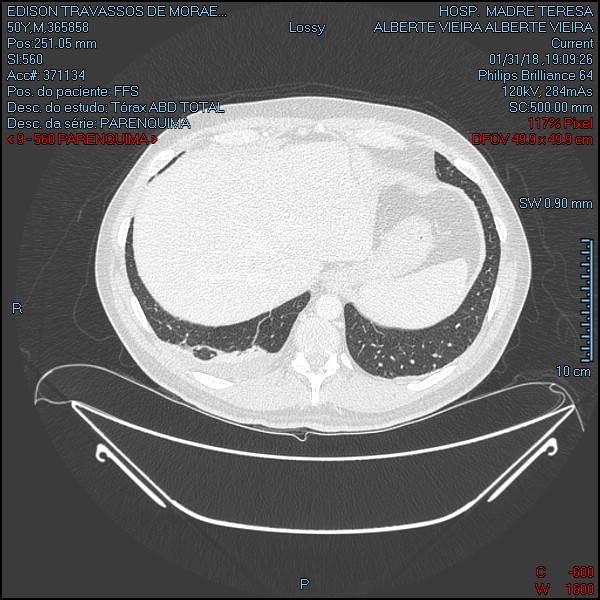 EDISON TRAVASSOS DE MORAE...
50Y,M,365858
Pos:251.05 mm
SI:560
Acc#: 371134
Pos. do paciente: FFS
Desc. do estudo: Tórax ABD TOTAL
Desc. da série: PARENQUIMA
< 9 - 560 PARENQUIMA >
Lossy
HOSP. MADRE TERESA
ALBERTE VIEIRA ALBERTE VIEIRA
Current
01/31/18 ,19:09:26
Philips Brilliance 64
120kV, 284mAs
SC:500.00 mm
117% Pixel
DFOV 49.9 x 49.9 cm
SW 0.90 mm
R
10 cm
P
C -600
W 1600